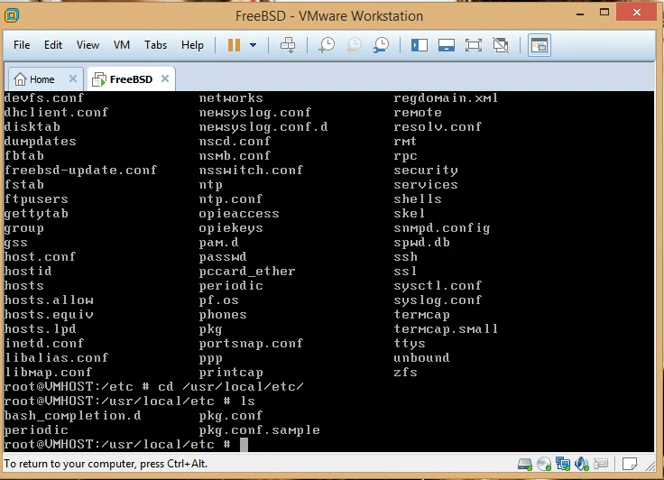 FreeBSD - VMware Workstation
File Edit View VM Tabs Help
Home FreeBSD
devfs.conf networks regdomain.xml
dhclient.conf newsyslog.conf remote
disktab newsyslog.conf.d resolv.conf
dumpdates nscd.conf rmt
fbtab nsmb.conf rpc
freebsd-update.conf nsswitch.conf security
fstab ntp services
ftpusers ntp.conf shells
gettytab opieaccess skel
group opiekeys snmpd.config
gss pam.d spwd.db
host.conf passwd ssh
hostid pccard_ether ssl
hosts periodic sysctl.conf
hosts.allow pf.os syslog.conf
hosts.equiv phones termcap
hosts.lpd pkg termcap.small
inetd.conf portsnap.conf ttys
libalias.conf ppp unbound
libmap.conf printcap zfs
root@VMHOST:/etc # cd /usr/local/etc/
root@VMHOST:/usr/local/etc # ls
bash_completion.d pkg.conf
periodic pkg.conf.sample
root@VMHOST:/usr/local/etc #
To return to your computer, press Ctrl+Alt.